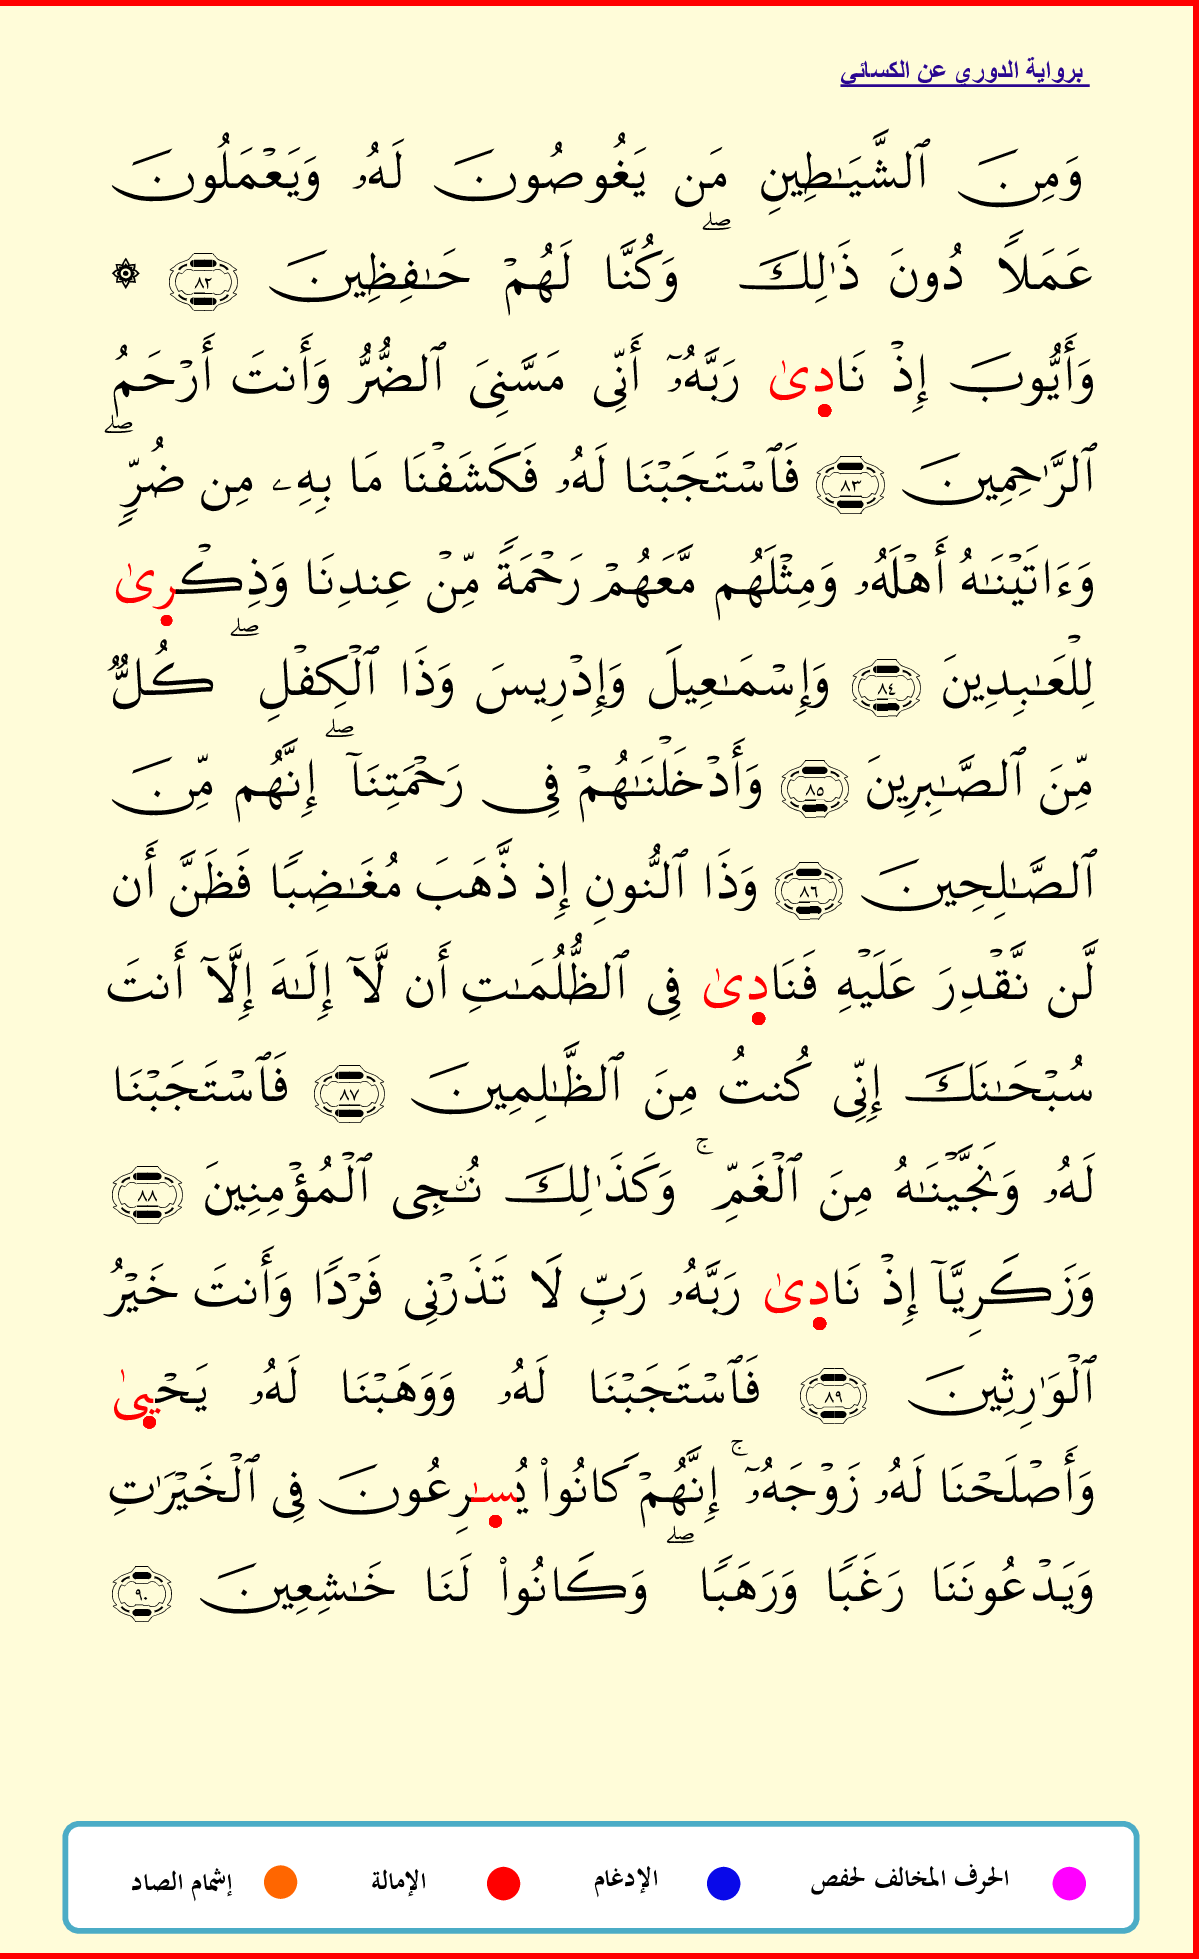 برواية الدوري عن الكسائي
وَمِنَ ٱلشَّيَـٰطِينِ مَن يَغُوصُونَ لَهُۥ وَيَعۡمَلُونَ
عَمَلًا دُونَ ذَٰلِكَۖ وَكُنَّا لَهُمۡ حَـٰفِظِينَ ٨٢ ۞
وَأَيُّوبَ إِذۡ نَادِىٰ رَبَّهُۥٓ أَنِّى مَسَّنِىَ ٱلضُّرُّ وَأَنتَ أَرۡحَمُ
ٱلرَّٰحِمِينَ ٨٣ فَٱسۡتَجَبۡنَا لَهُۥ فَكَشَفۡنَا مَا بِهِۦ مِن ضُرٍّۖ
وَءَاتَيۡنَـٰهُ أَهۡلَهُۥ وَمِثۡلَهُم مَّعَهُمۡ رَحۡمَةً مِّنۡ عِندِنَا وَذِكۡرِىٰ
لِلۡعَـٰبِدِينَ ٨٤ وَإِسۡمَـٰعِيلَ وَإِدۡرِيسَ وَذَا ٱلۡكِفۡلِۖ كُلٌّ
مِّنَ ٱلصَّـٰبِرِينَ ٨٥ وَأَدۡخَلۡنَـٰهُمۡ فِى رَحۡمَتِنَآۖ إِنَّهُم مِّنَ
ٱلصَّـٰلِحِينَ ٨٦ وَذَا ٱلنُّونِ إِذ ذَّهَبَ مُغَـٰضِبًا فَظَنَّ أَن
لَّن نَّقۡدِرَ عَلَيۡهِ فَنَادِىٰ فِى ٱلظُّلُمَـٰتِ أَن لَّآ إِلَـٰهَ إِلَّآ أَنتَ
سُبۡحَـٰنَكَ إِنِّى كُنتُ مِنَ ٱلظَّـٰلِمِينَ ٨٧ فَٱسۡتَجَبۡنَا
لَهُۥ وَنَجَّيۡنَـٰهُ مِنَ ٱلۡغَمِّۚ وَكَذَٰلِكَ نُـۨجِى ٱلۡمُؤۡمِنِينَ ٨٨
وَزَكَرِيَّآ إِذۡ نَادِىٰ رَبَّهُۥ رَبِّ لَا تَذَرۡنِى فَرۡدًا وَأَنتَ خَيۡرُ
ٱلۡوَٰرِثِينَ ٨٩ فَٱسۡتَجَبۡنَا لَهُۥ وَوَهَبۡنَا لَهُۥ يَحۡيِىٰ
وَأَصۡلَحۡنَا لَهُۥ زَوۡجَهُۥٓۚ إِنَّهُمۡ كَانُوا۟ يُسـٰرِعُونَ فِى ٱلۡخَيۡرَٰتِ
وَيَدۡعُونَنَا رَغَبًا وَرَهَبًاۖ وَكَانُوا۟ لَنَا خَـٰشِعِينَ ٩٠
الحرف المخالف لحفص الإدغام الإمالة إشمام الصاد